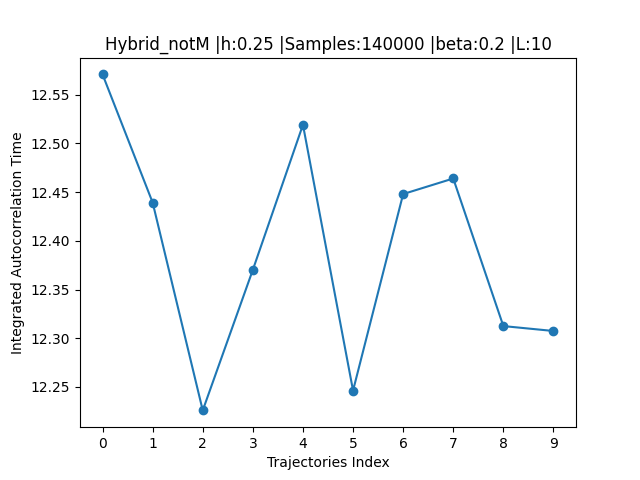 Hybrid_notM |h:0.25 |Samples:140000 |beta:0.2 |L:10
Integrated Autocorrelation Time
12.55
12.50
12.45
12.40
12.35
12.30
12.25
0 1 2 3 4 5 6 7 8 9
Trajectories Index